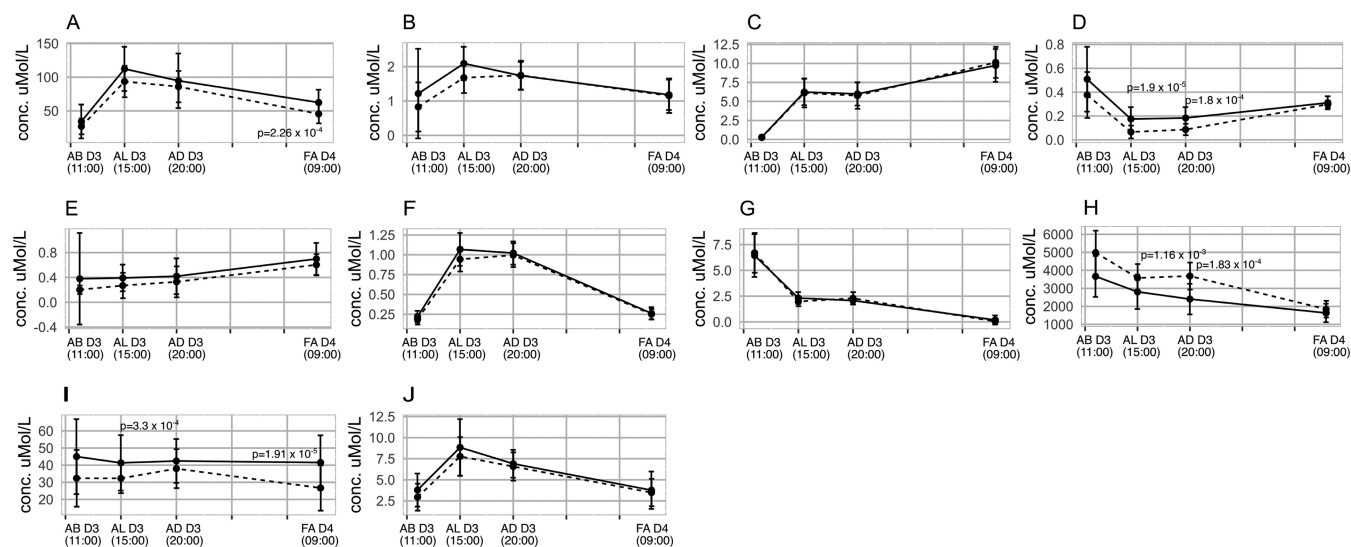 A
conc. uMol/L
150
100
50
p=2.26 x 10-4
AB D3 AL D3 AD D3 FA D4
(11:00) (15:00) (20:00) (09:00)
B
conc. uMol/L
2
1
0
AB D3 AL D3 AD D3 FA D4
(11:00) (15:00) (20:00) (09:00)
C
conc. uMol/L
12.5
10.0
7.5
5.0
2.5
0.0
AB D3 AL D3 AD D3 FA D4
(11:00) (15:00) (20:00) (09:00)
D
conc. uMol/L
0.8
0.6
0.4
0.2
0.0
p=1.9 x 10-5
p=1.8 x 10-4
AB D3 AL D3 AD D3 FA D4
(11:00) (15:00) (20:00) (09:00)
E
conc. uMol/L
0.8
0.4
0.0
-0.4
AB D3 AL D3 AD D3 FA D4
(11:00) (15:00) (20:00) (09:00)
F
conc. uMol/L
1.25
1.00
0.75
0.50
0.25
AB D3 AL D3 AD D3 FA D4
(11:00) (15:00) (20:00) (09:00)
G
conc. uMol/L
7.5
5.0
2.5
0.0
AB D3 AL D3 AD D3 FA D4
(11:00) (15:00) (20:00) (09:00)
H
conc. uMol/L
6000
5000
4000
3000
2000
1000
p=1.16 x 10-3
p=1.83 x 10-4
AB D3 AL D3 AD D3 FA D4
(11:00) (15:00) (20:00) (09:00)
I
conc. uMol/L
60
50
40
30
20
p=3.3 x 10-4
p=1.91 x 10-5
AB D3 AL D3 AD D3 FA D4
(11:00) (15:00) (20:00) (09:00)
J
conc. uMol/L
12.5
10.0
7.5
5.0
2.5
AB D3 AL D3 AD D3 FA D4
(11:00) (15:00) (20:00) (09:00)